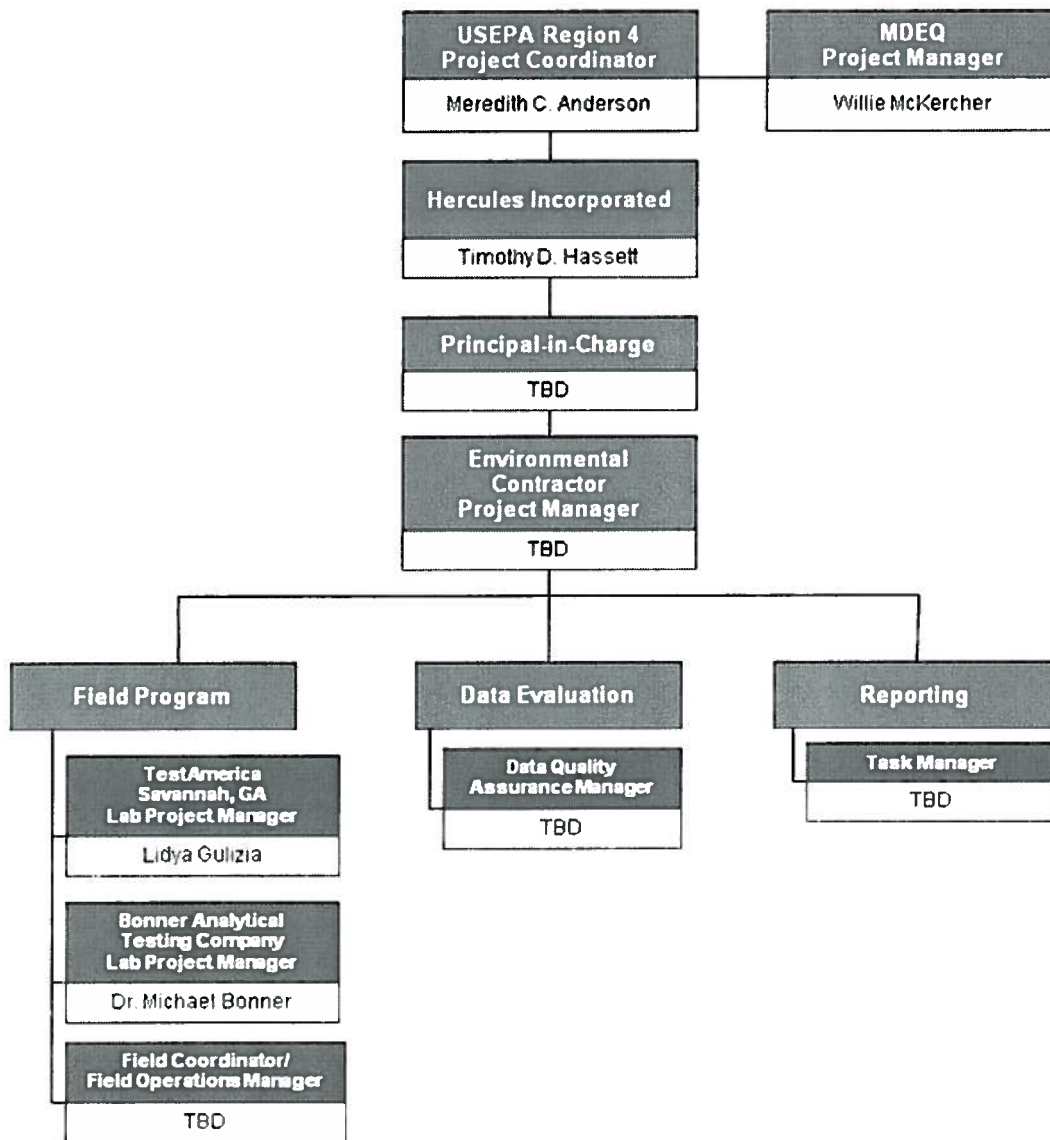 USEPA Region 4
Project Coordinator
Meredith C. Anderson
MDEQ
Project Manager
Willie McKercher
Hercules Incorporated
Timothy D. Hassett
Principal-in-Charge
TBD
Environmental
Contractor
Project Manager
TBD
Field Program
TestAmerica
Savannah, GA
Lab Project Manager
Lidya Gulizia
Bonner Analytical
Testing Company
Lab Project Manager
Dr. Michael Bonner
Field Coordinator/
Field Operations Manager
TBD
Data Evaluation
Data Quality
Assurance Manager
TBD
Reporting
Task Manager
TBD